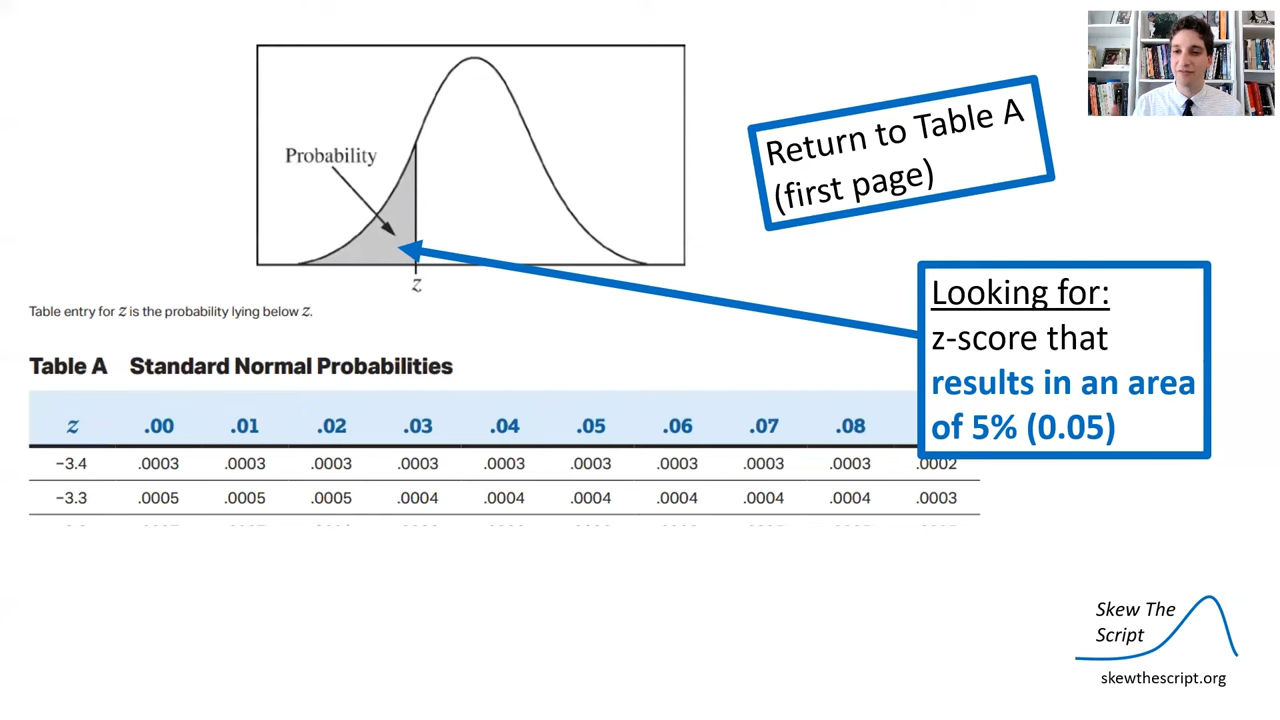 Return to Table A
(first page)
Probability
z
Looking for:
z-score that
results in an area
of 5% (0.05)
Table entry for z is the probability lying below z.
Table A Standard Normal Probabilities
z .00 .01 .02 .03 .04 .05 .06 .07 .08
−3.4 .0003 .0003 .0003 .0003 .0003 .0003 .0003 .0003 .0003 .0002
−3.3 .0005 .0005 .0005 .0004 .0004 .0004 .0004 .0004 .0004 .0003
Skew The
Script
skewthescript.org